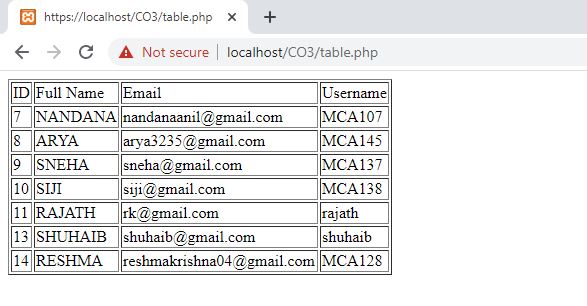 https://localhost/CO3/table.php
Not secure | localhost/CO3/table.php
ID Full Name Email Username
7 NANDANA nandanaanil@gmail.com MCA107
8 ARYA arya3235@gmail.com MCA145
9 SNEHA sneha@gmail.com MCA137
10 SIJI siji@gmail.com MCA138
11 RAJATH rk@gmail.com rajath
13 SHUHAIB shuhaib@gmail.com shuhaib
14 RESHMA reshmakrishna04@gmail.com MCA128